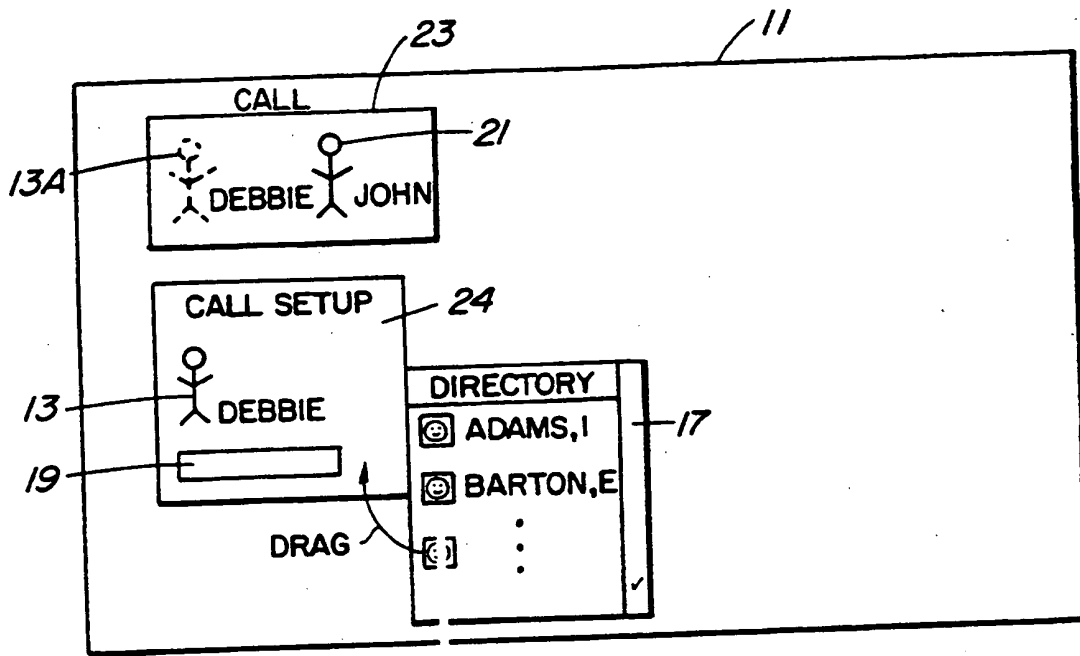 23
11
CALL
21
13A
DEBBIE
JOHN
CALL SETUP
24
DIRECTORY
13
DEBBIE
ADAMS,I
17
19
BARTON,E
DRAG